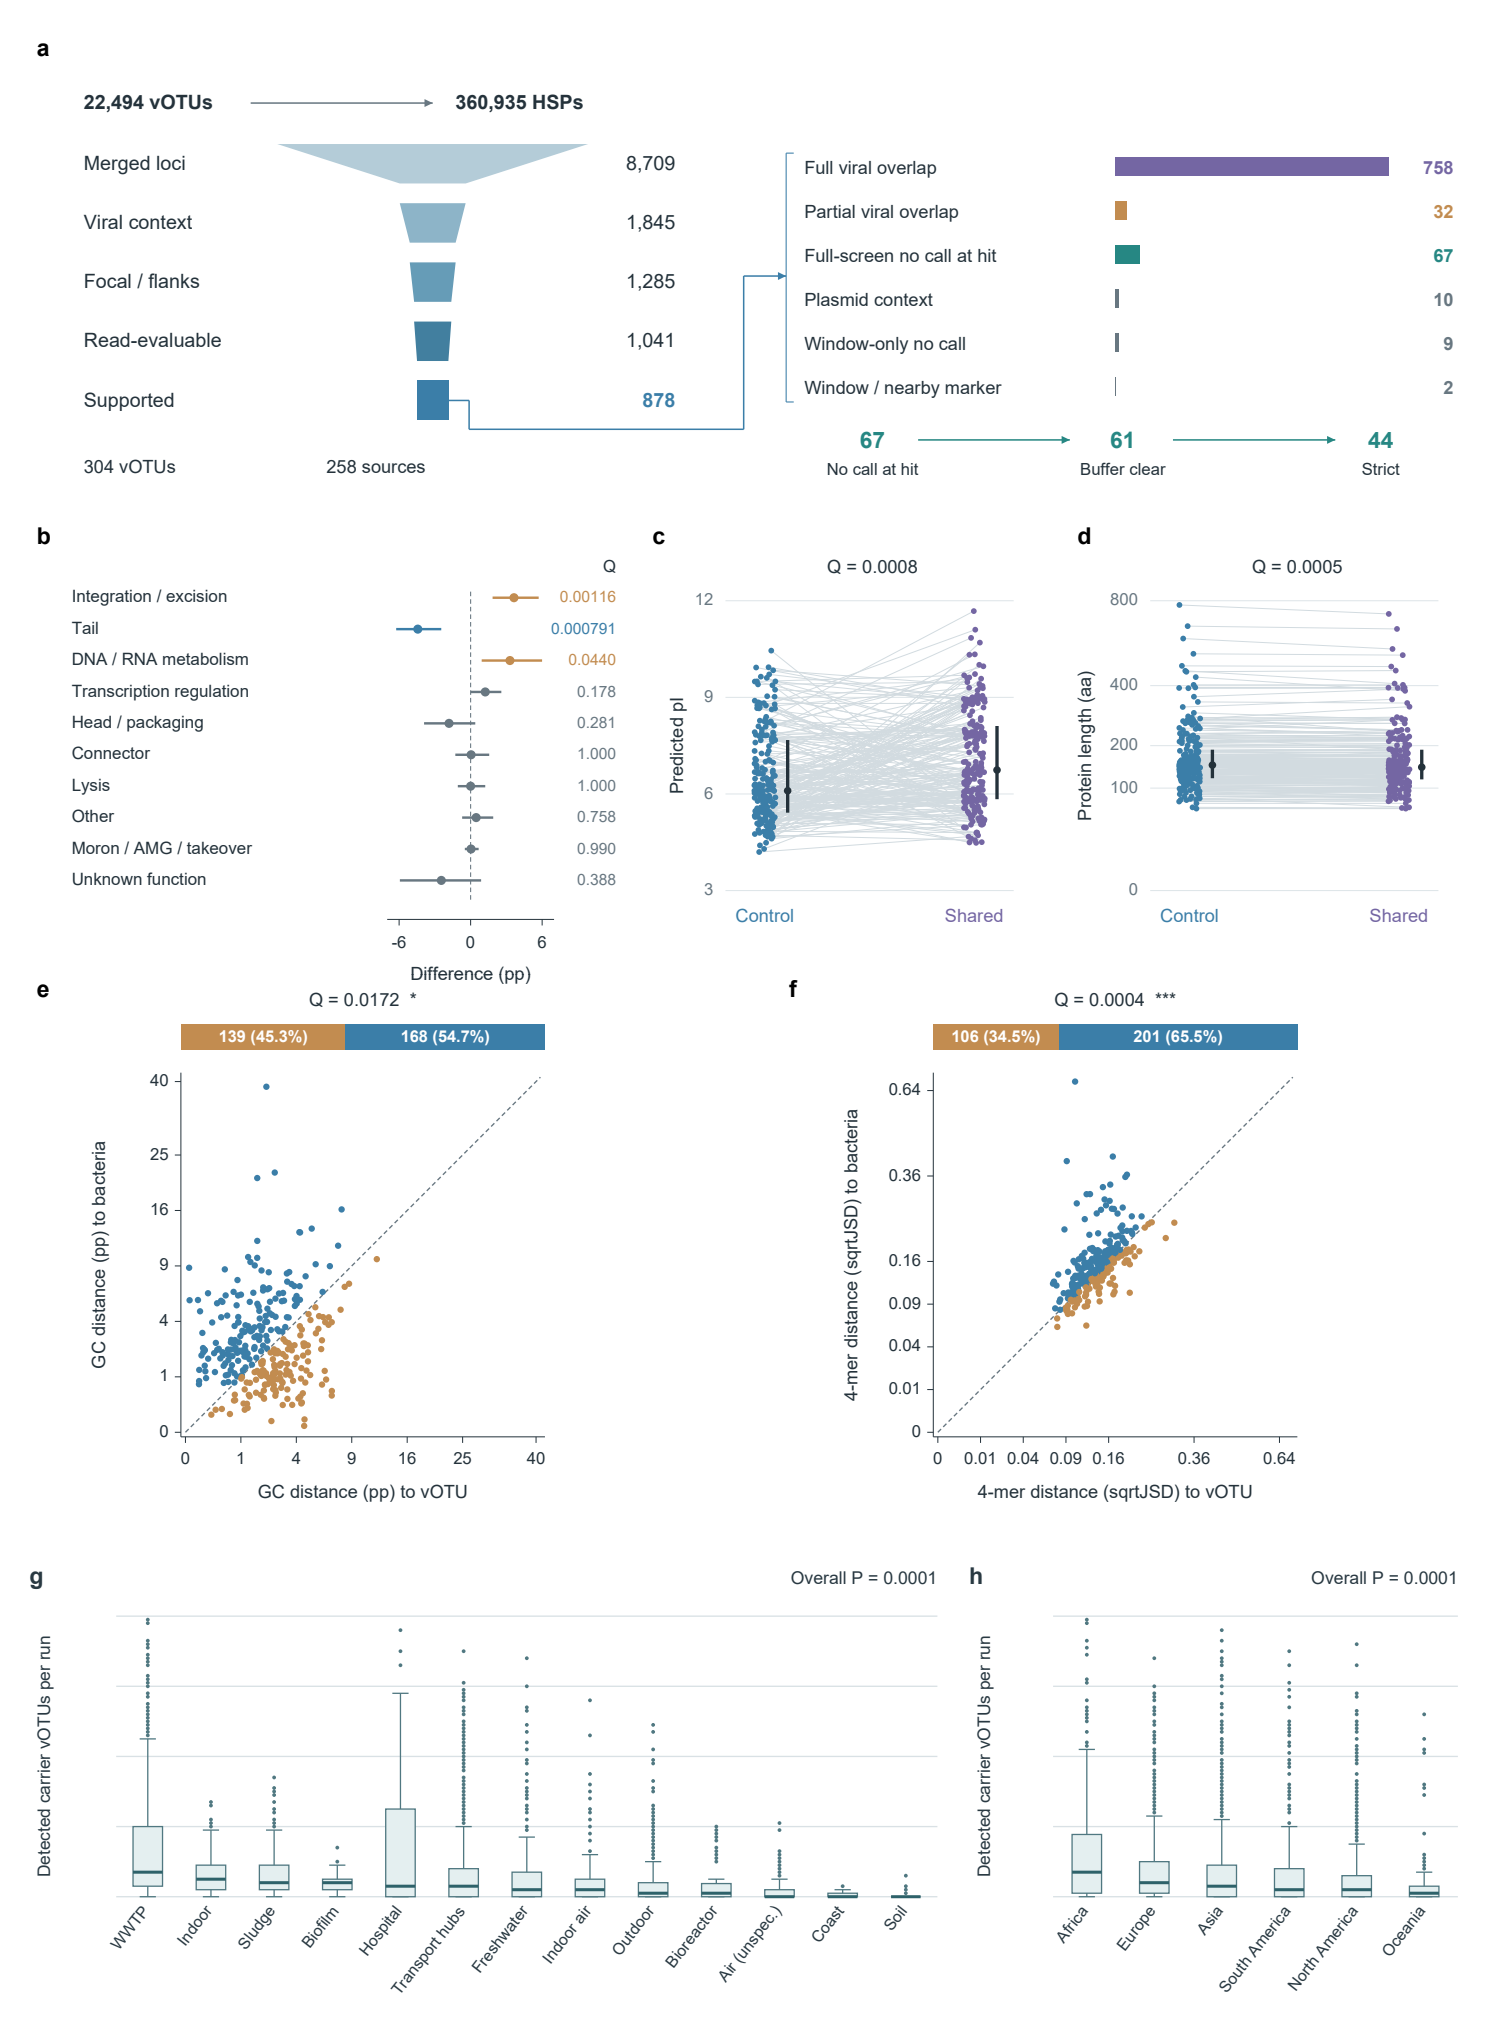 a
22,494 vOTUs 360,935 HSPs
Merged loci 8,709
Viral context 1,845
Focal / flanks 1,285
Read-evaluable 1,041
Supported 878
304 vOTUs 258 sources
Full viral overlap 758
Partial viral overlap 32
Full-screen no call at hit 67
Plasmid context 10
Window-only no call 9
Window / nearby marker 2
67 61 44
No call at hit Buffer clear Strict
b
Q
Integration / excision 0.00116
Tail 0.000791
DNA / RNA metabolism 0.0440
Transcription regulation 0.178
Head / packaging 0.281
Connector 1.000
Lysis 1.000
Other 0.758
Moron / AMG / takeover 0.990
Unknown function 0.388
-6 0 6
Difference (pp)
c
Q = 0.0008
Predicted pI
12
9
6
3
Control Shared
d
Q = 0.0005
Protein length (aa)
800
400
200
100
0
Control Shared
e
Q = 0.0172 *
139 (45.3%) 168 (54.7%)
GC distance (pp) to bacteria
40
25
16
9
4
1
0
0 1 4 9 16 25 40
GC distance (pp) to vOTU
f
Q = 0.0004 ***
106 (34.5%) 201 (65.5%)
4-mer distance (sqrtJSD) to bacteria
0.64
0.36
0.16
0.09
0.04
0.01
0
0 0.01 0.04 0.09 0.16 0.36 0.64
4-mer distance (sqrtJSD) to vOTU
g
Overall P = 0.0001
Detected carrier vOTUs per run
WWTP
Indoor
Sludge
Biofilm
Hospital
Transport hubs
Freshwater
Indoor air
Outdoor
Bioreactor
Air (unspec.)
Coast
Soil
h
Overall P = 0.0001
Detected carrier vOTUs per run
Africa
Europe
Asia
South America
North America
Oceania